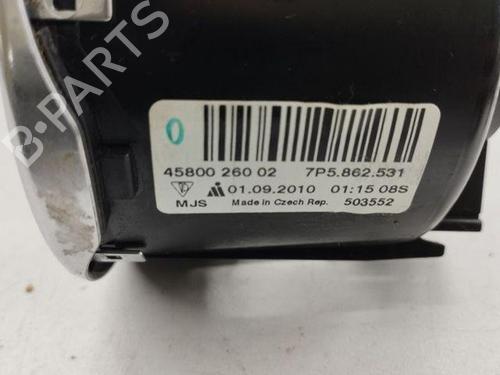 B-PARTS
0
45800 26 02 7P5.862.531
01.09.2010 01:15 08S
MJS Made in Czech Rep. 503552